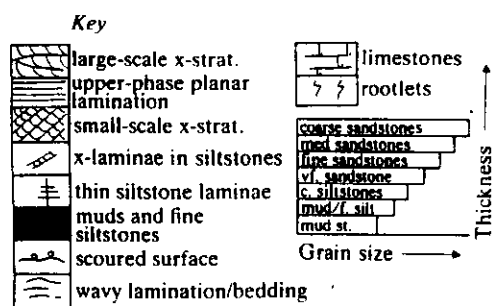 Key
large-scale x-strat.
upper-phase planar
lamination
small-scale x-strat.
x-laminae in siltstones
thin siltstone laminae
muds and fine
siltstones
scoured surface
wavy lamination/bedding
limestones
rootlets
coarse sandstones
med sandstones
fine sandstones
vf. sandstone
c. siltstones
mud/f. silt
mud st.
Grain size
Thickness